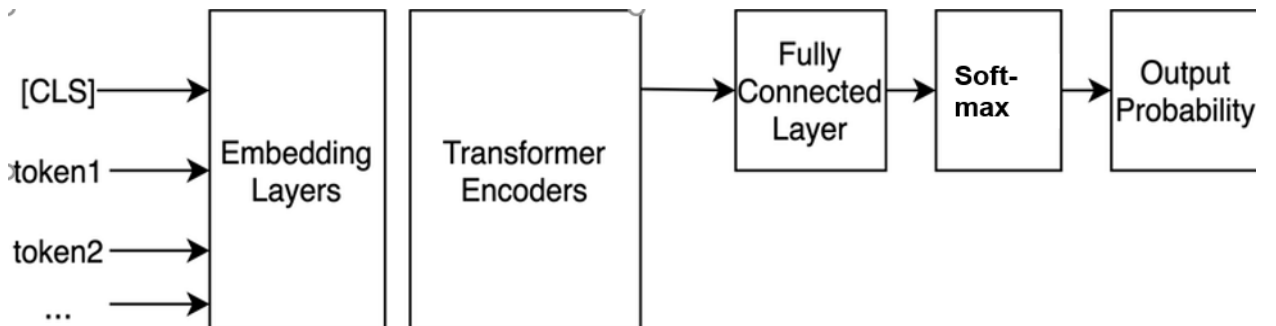 [CLS]
token1
token2
...
Embedding
Layers
Transformer
Encoders
Fully
Connected
Layer
Soft-
max
Output
Probability